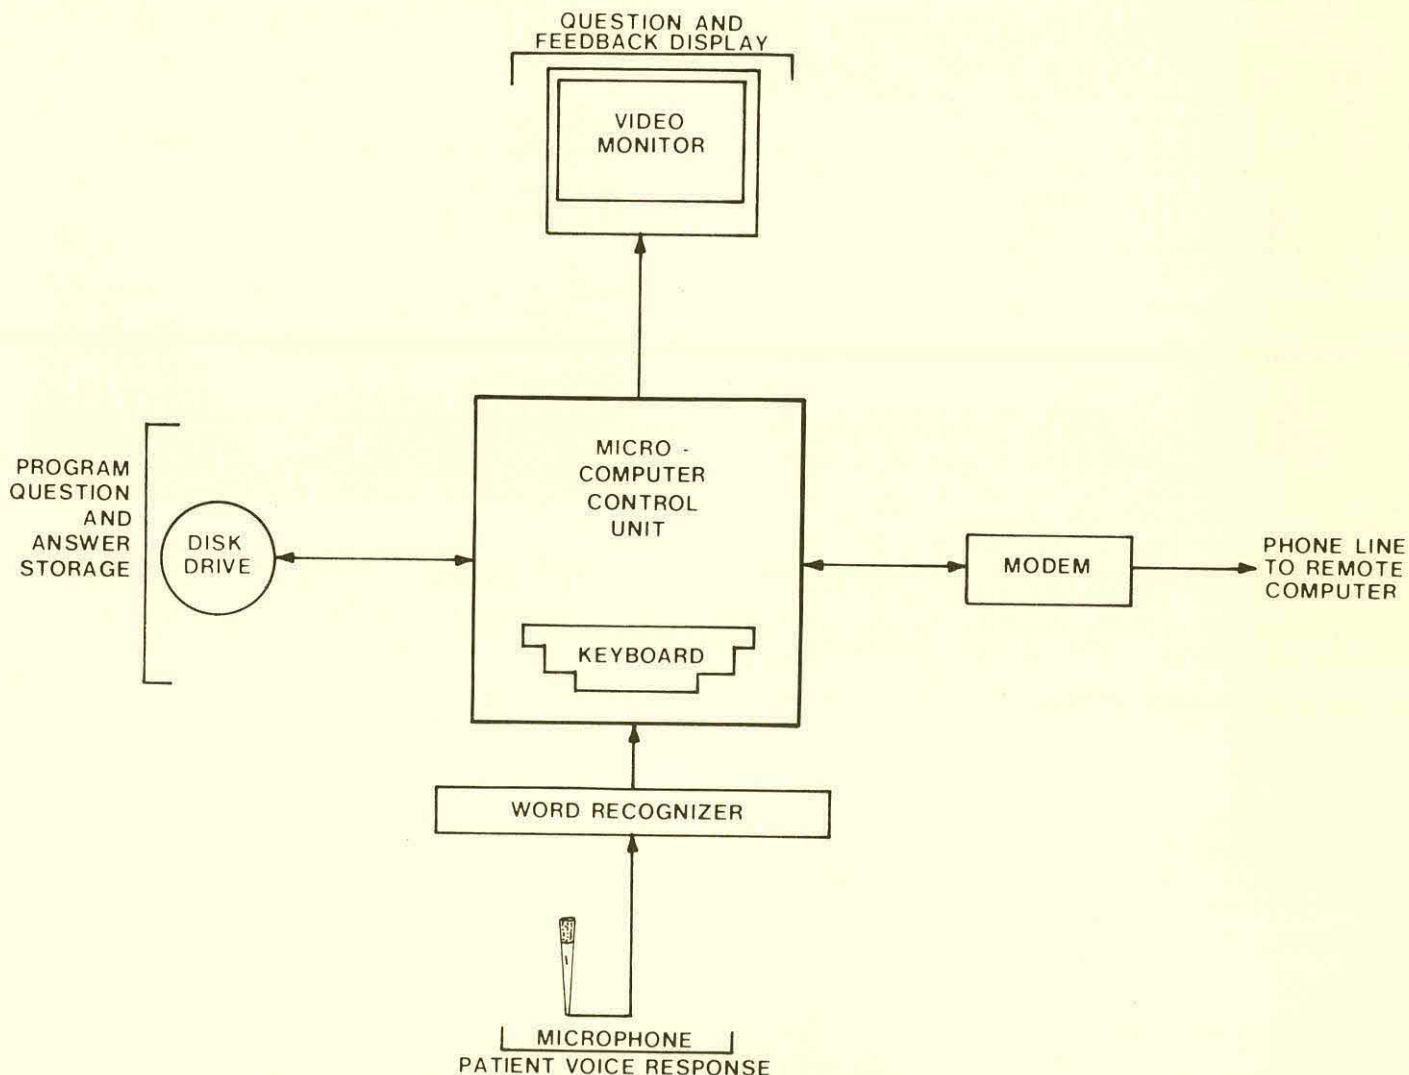 QUESTION AND
FEEDBACK DISPLAY
VIDEO
MONITOR
MICRO -
COMPUTER
CONTROL
UNIT
PROGRAM
QUESTION
AND
ANSWER
STORAGE
DISK
DRIVE
MODEM
PHONE LINE
TO REMOTE
COMPUTER
KEYBOARD
WORD RECOGNIZER
MICROPHONE
PATIENT VOICE RESPONSE